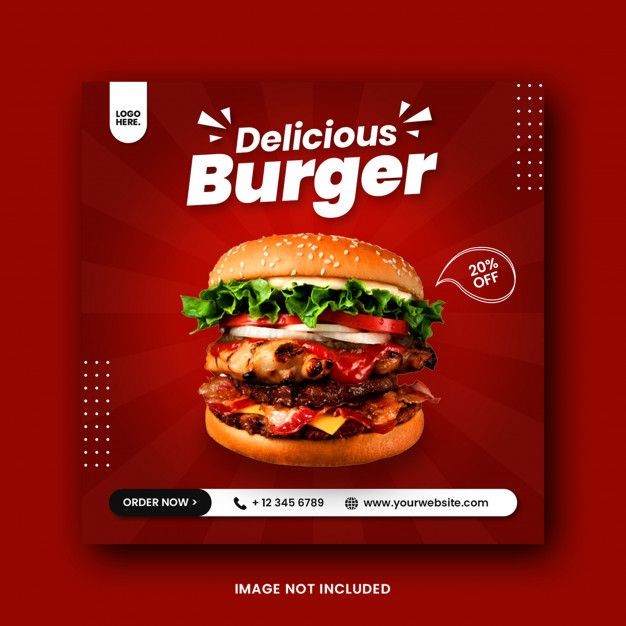 LOGO
HERE.
Delicious
Burger
20%
OFF
ORDER NOW >
+ 12 345 6789
www.yourwebsite.com
IMAGE NOT INCLUDED